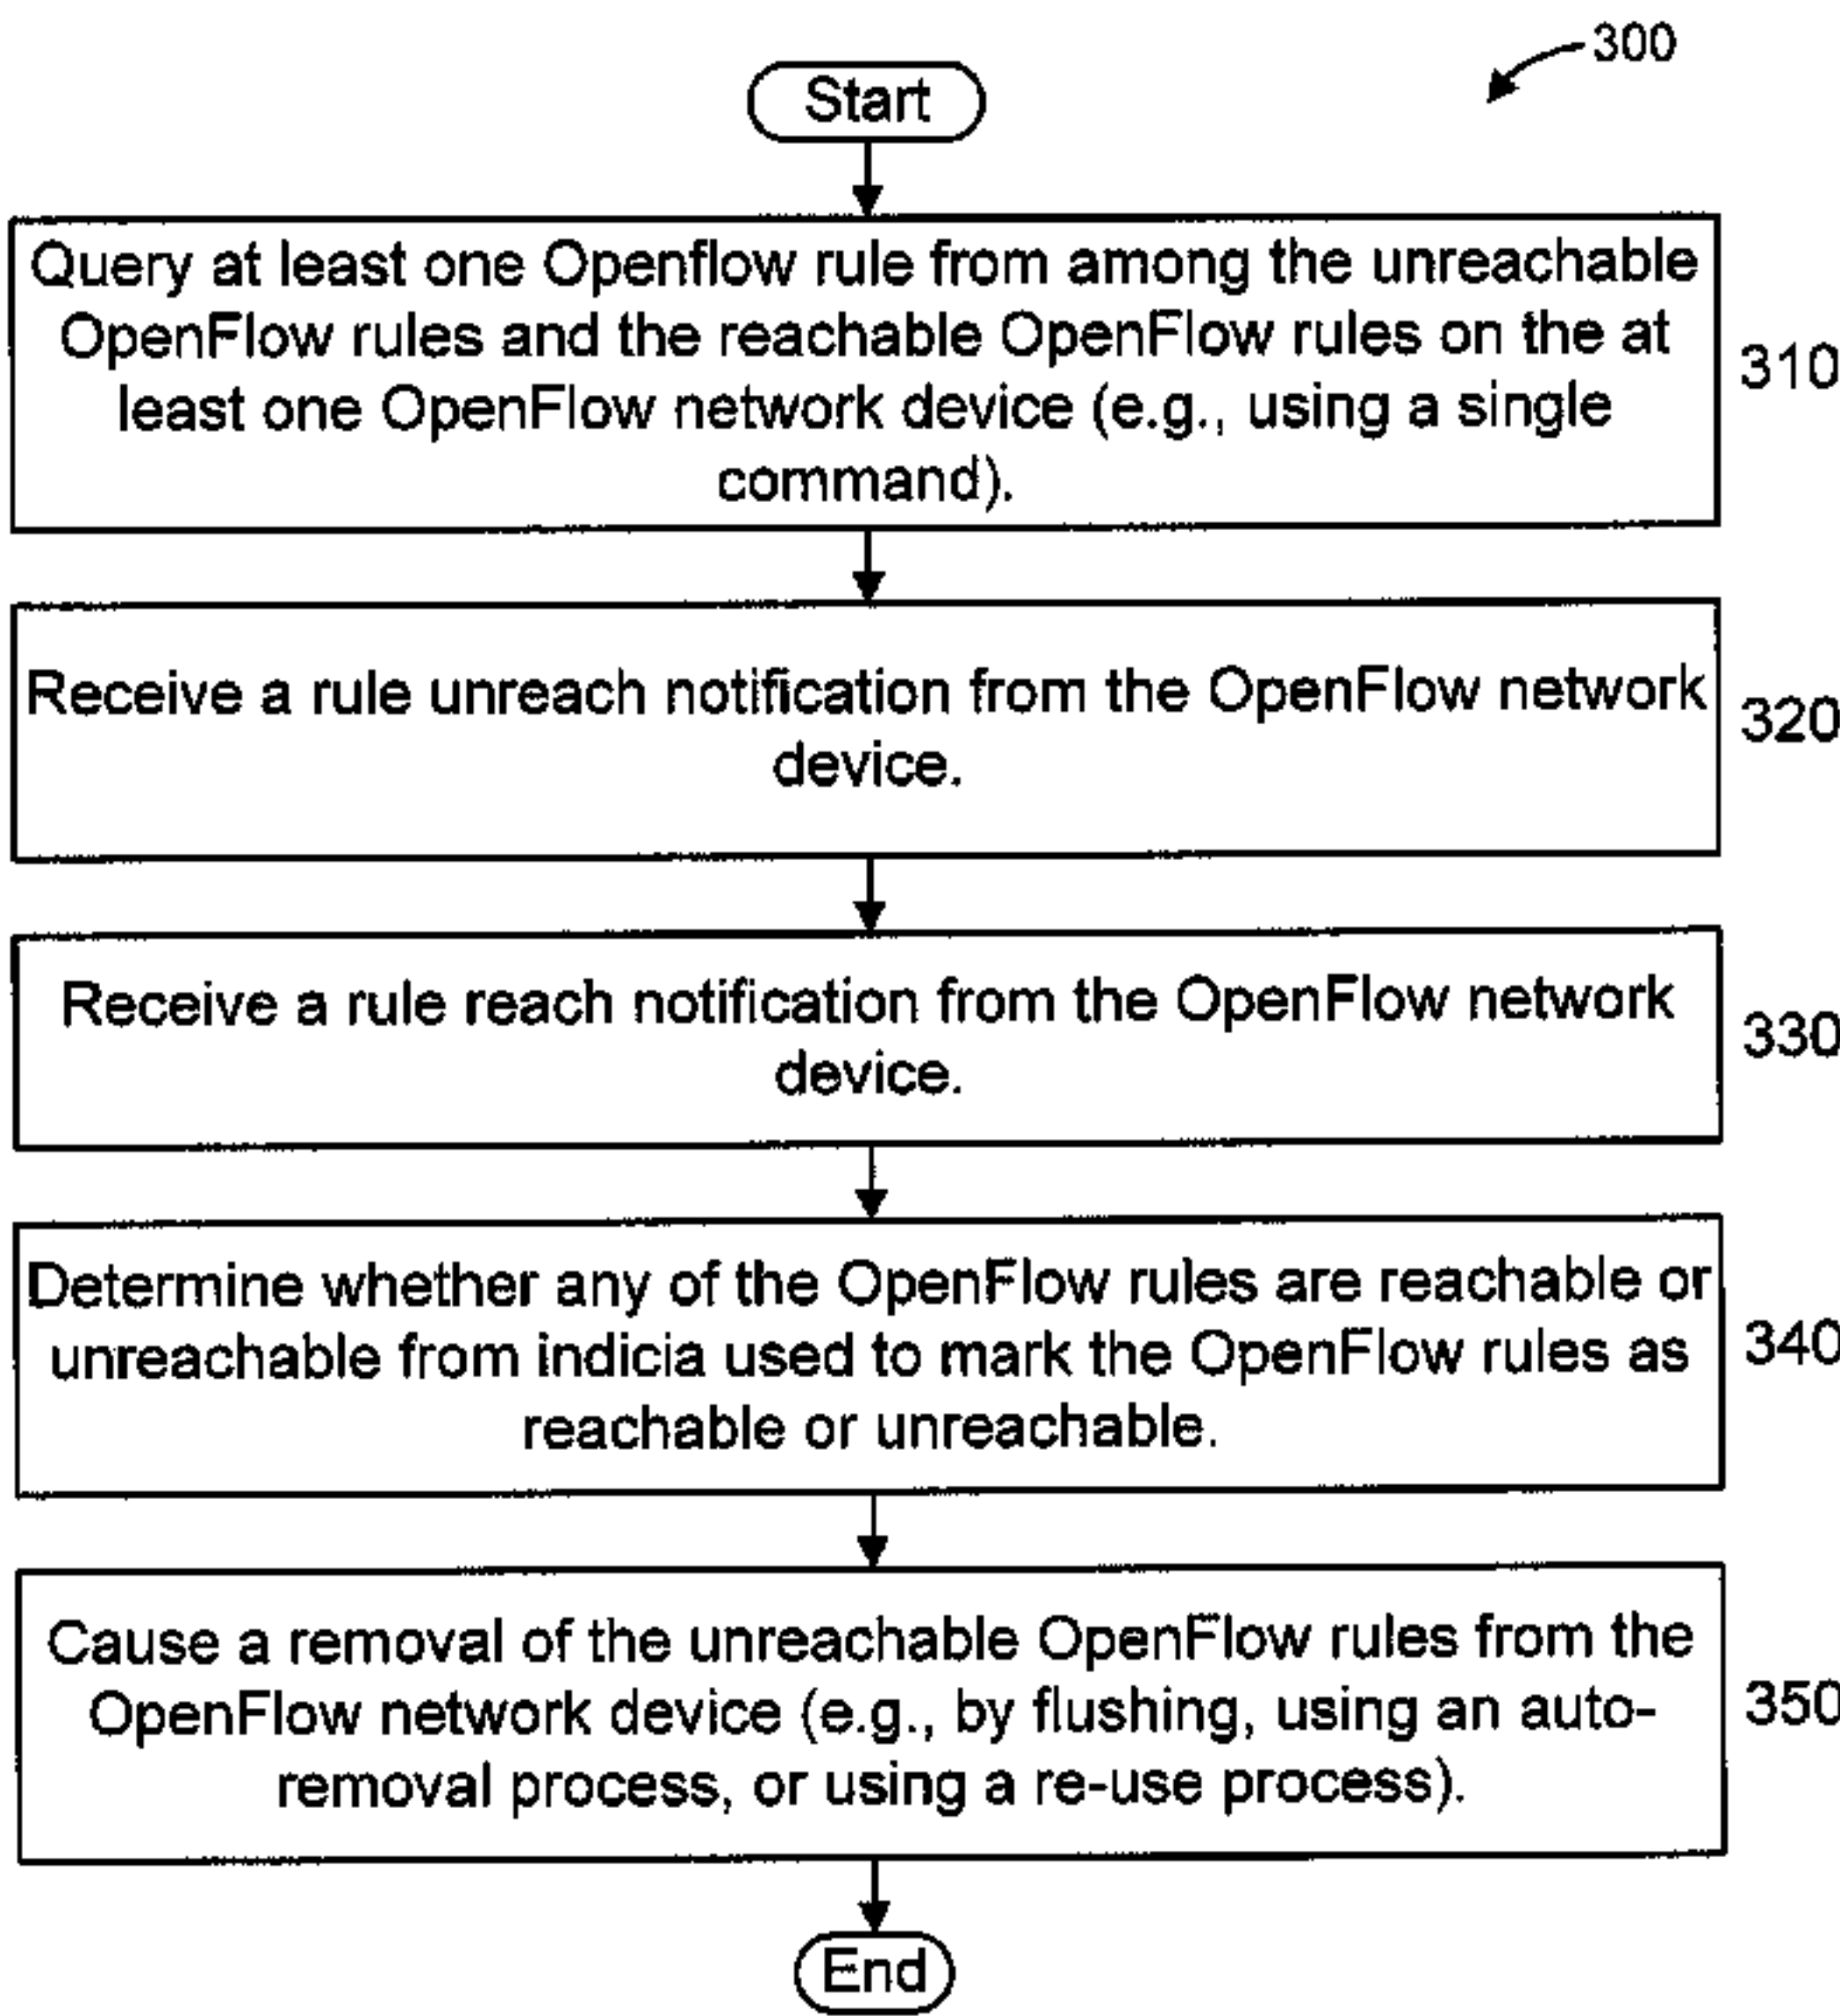 300
Start
Query at least one Openflow rule from among the unreachable
OpenFlow rules and the reachable OpenFlow rules on the at
least one OpenFlow network device (e.g., using a single
command).
310
Receive a rule unreach notification from the OpenFlow network
device.
320
Receive a rule reach notification from the OpenFlow network
device.
330
Determine whether any of the OpenFlow rules are reachable or
unreachable from indicia used to mark the OpenFlow rules as
reachable or unreachable.
340
Cause a removal of the unreachable OpenFlow rules from the
OpenFlow network device (e.g., by flushing, using an auto-
removal process, or using a re-use process).
350
End